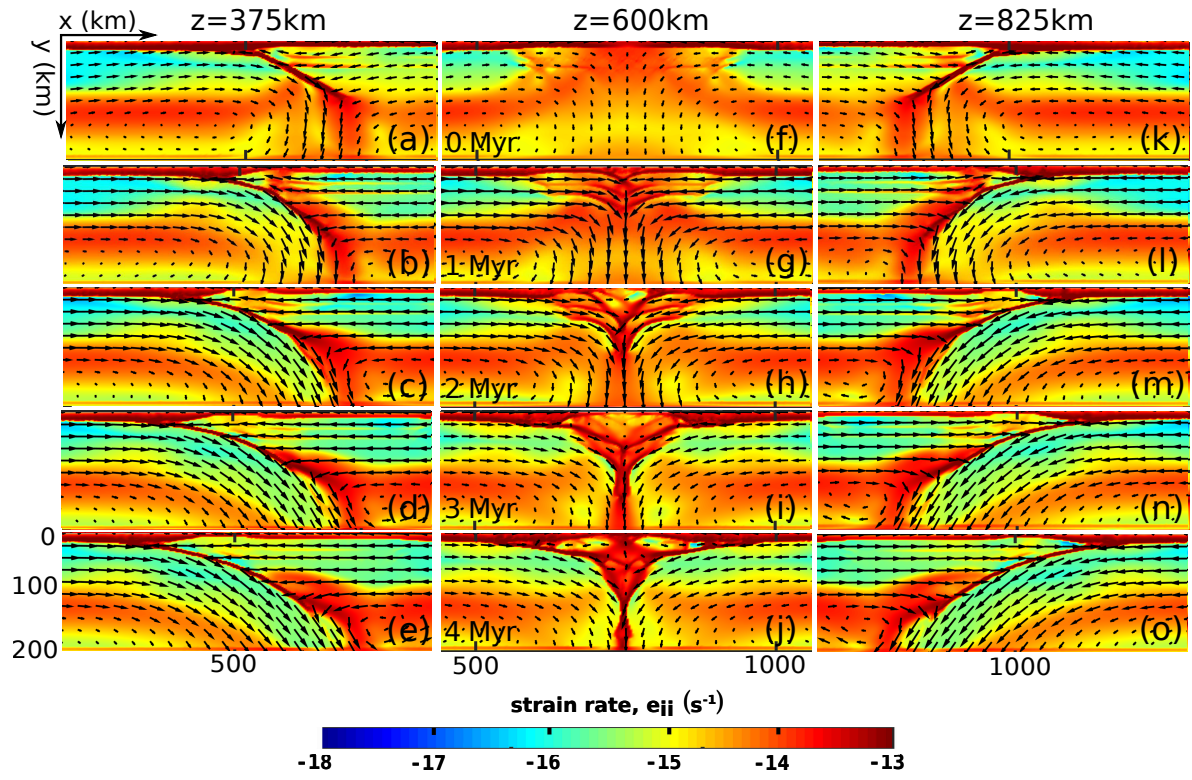 x (km)
y (km)
z=375km
z=600km
z=825km
(a)
0 Myr
(f)
(k)
(b)
1 Myr
(g)
(l)
(c)
2 Myr
(h)
(m)
(d)
3 Myr
(i)
(n)
0
100
200
(e)
4 Myr
(j)
(o)
500
500
1000
1000
strain rate, eii (s⁻¹)
-18
-17
-16
-15
-14
-13